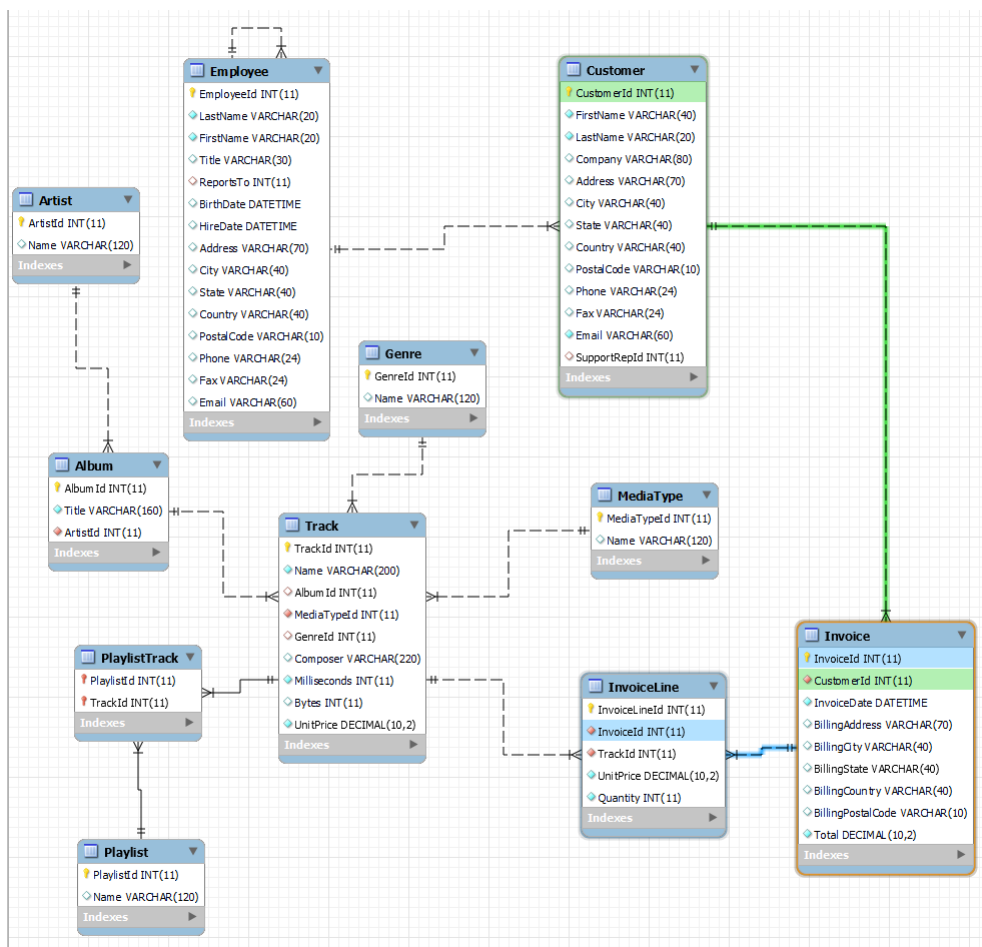 Employee
EmployeeId INT(11)
LastName VARCHAR(20)
FirstName VARCHAR(20)
Title VARCHAR(30)
ReportsTo INT(11)
BirthDate DATETIME
HireDate DATETIME
Address VARCHAR(70)
City VARCHAR(40)
State VARCHAR(40)
Country VARCHAR(40)
PostalCode VARCHAR(10)
Phone VARCHAR(24)
Fax VARCHAR(24)
Email VARCHAR(60)
Indexes
Customer
CustomerId INT(11)
FirstName VARCHAR(40)
LastName VARCHAR(20)
Company VARCHAR(80)
Address VARCHAR(70)
City VARCHAR(40)
State VARCHAR(40)
Country VARCHAR(40)
PostalCode VARCHAR(10)
Phone VARCHAR(24)
Fax VARCHAR(24)
Email VARCHAR(60)
SupportRepId INT(11)
Indexes
Artist
ArtistId INT(11)
Name VARCHAR(120)
Indexes
Genre
GenreId INT(11)
Name VARCHAR(120)
Indexes
Album
AlbumId INT(11)
Title VARCHAR(160)
ArtistId INT(11)
Indexes
Track
TrackId INT(11)
Name VARCHAR(200)
AlbumId INT(11)
MediaTypeId INT(11)
GenreId INT(11)
Composer VARCHAR(220)
Milliseconds INT(11)
Bytes INT(11)
UnitPrice DECIMAL(10,2)
Indexes
MediaType
MediaTypeId INT(11)
Name VARCHAR(120)
Indexes
PlaylistTrack
PlaylistId INT(11)
TrackId INT(11)
Indexes
InvoiceLine
InvoiceLineId INT(11)
InvoiceId INT(11)
TrackId INT(11)
UnitPrice DECIMAL(10,2)
Quantity INT(11)
Indexes
Invoice
InvoiceId INT(11)
CustomerId INT(11)
InvoiceDate DATETIME
BillingAddress VARCHAR(70)
BillingCity VARCHAR(40)
BillingState VARCHAR(40)
BillingCountry VARCHAR(40)
BillingPostalCode VARCHAR(10)
Total DECIMAL(10,2)
Indexes
Playlist
PlaylistId INT(11)
Name VARCHAR(120)
Indexes